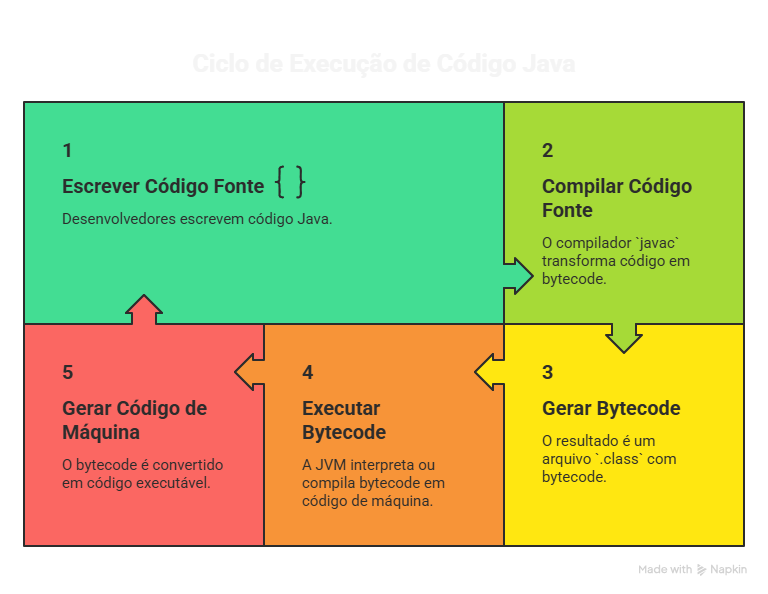 Ciclo de Execução de Código Java
1
Escrever Código Fonte { }
Desenvolvedores escrevem código Java.
2
Compilar Código
Fonte
O compilador `javac`
transforma código em
bytecode.
3
Gerar Bytecode
O resultado é um
arquivo `.class` com
bytecode.
4
Executar
Bytecode
A JVM interpreta ou
compila bytecode em
código de máquina.
5
Gerar Código de
Máquina
O bytecode é convertido
em código executável.
Made with Napkin